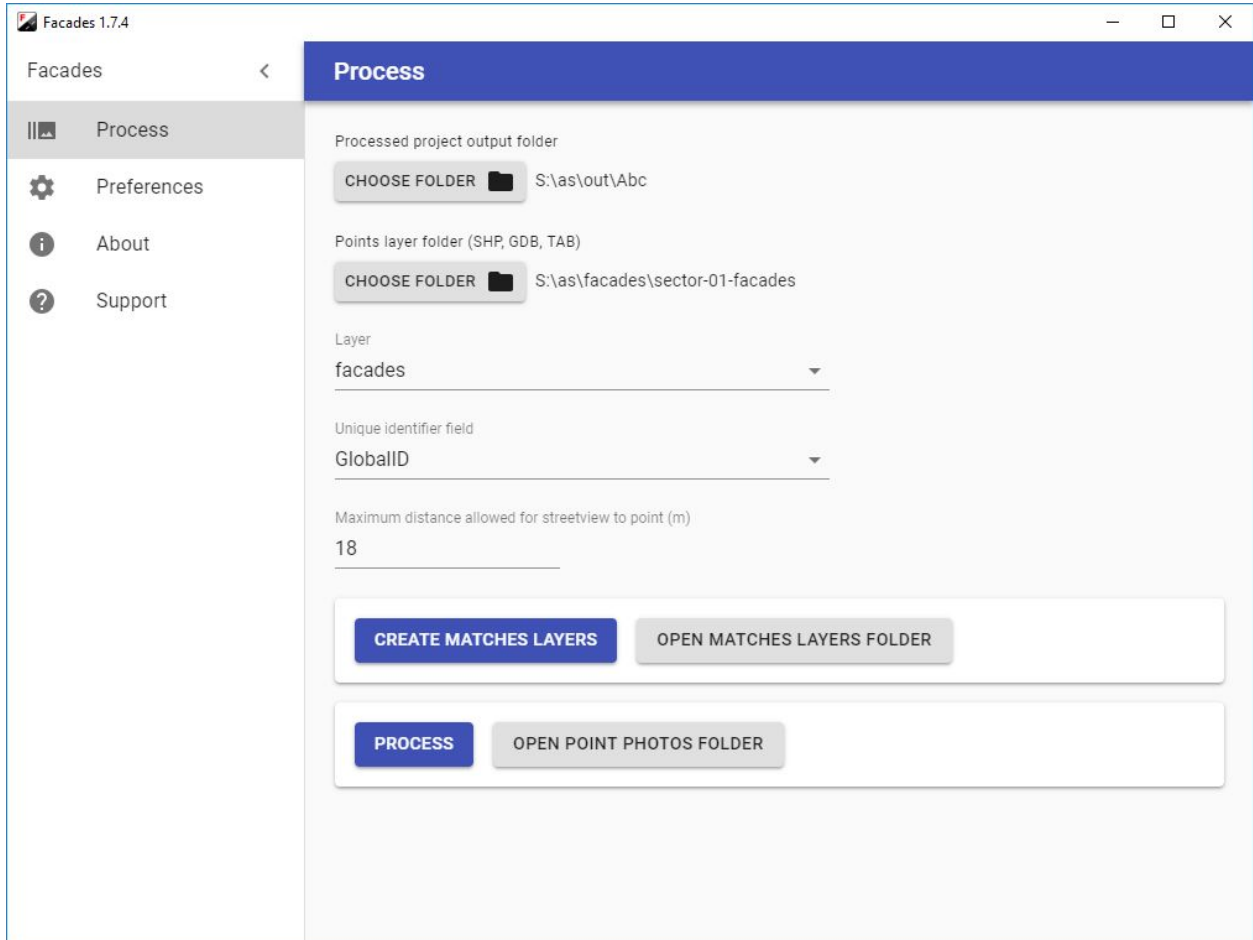 Facades 1.7.4
Facades
Process
Preferences
About
Support
Process
Processed project output folder
CHOOSE FOLDER S:\as\out\Abc
Points layer folder (SHP, GDB, TAB)
CHOOSE FOLDER S:\as\facades\sector-01-facades
Layer
facades
Unique identifier field
GlobalID
Maximum distance allowed for streetview to point (m)
18
CREATE MATCHES LAYERS OPEN MATCHES LAYERS FOLDER
PROCESS OPEN POINT PHOTOS FOLDER